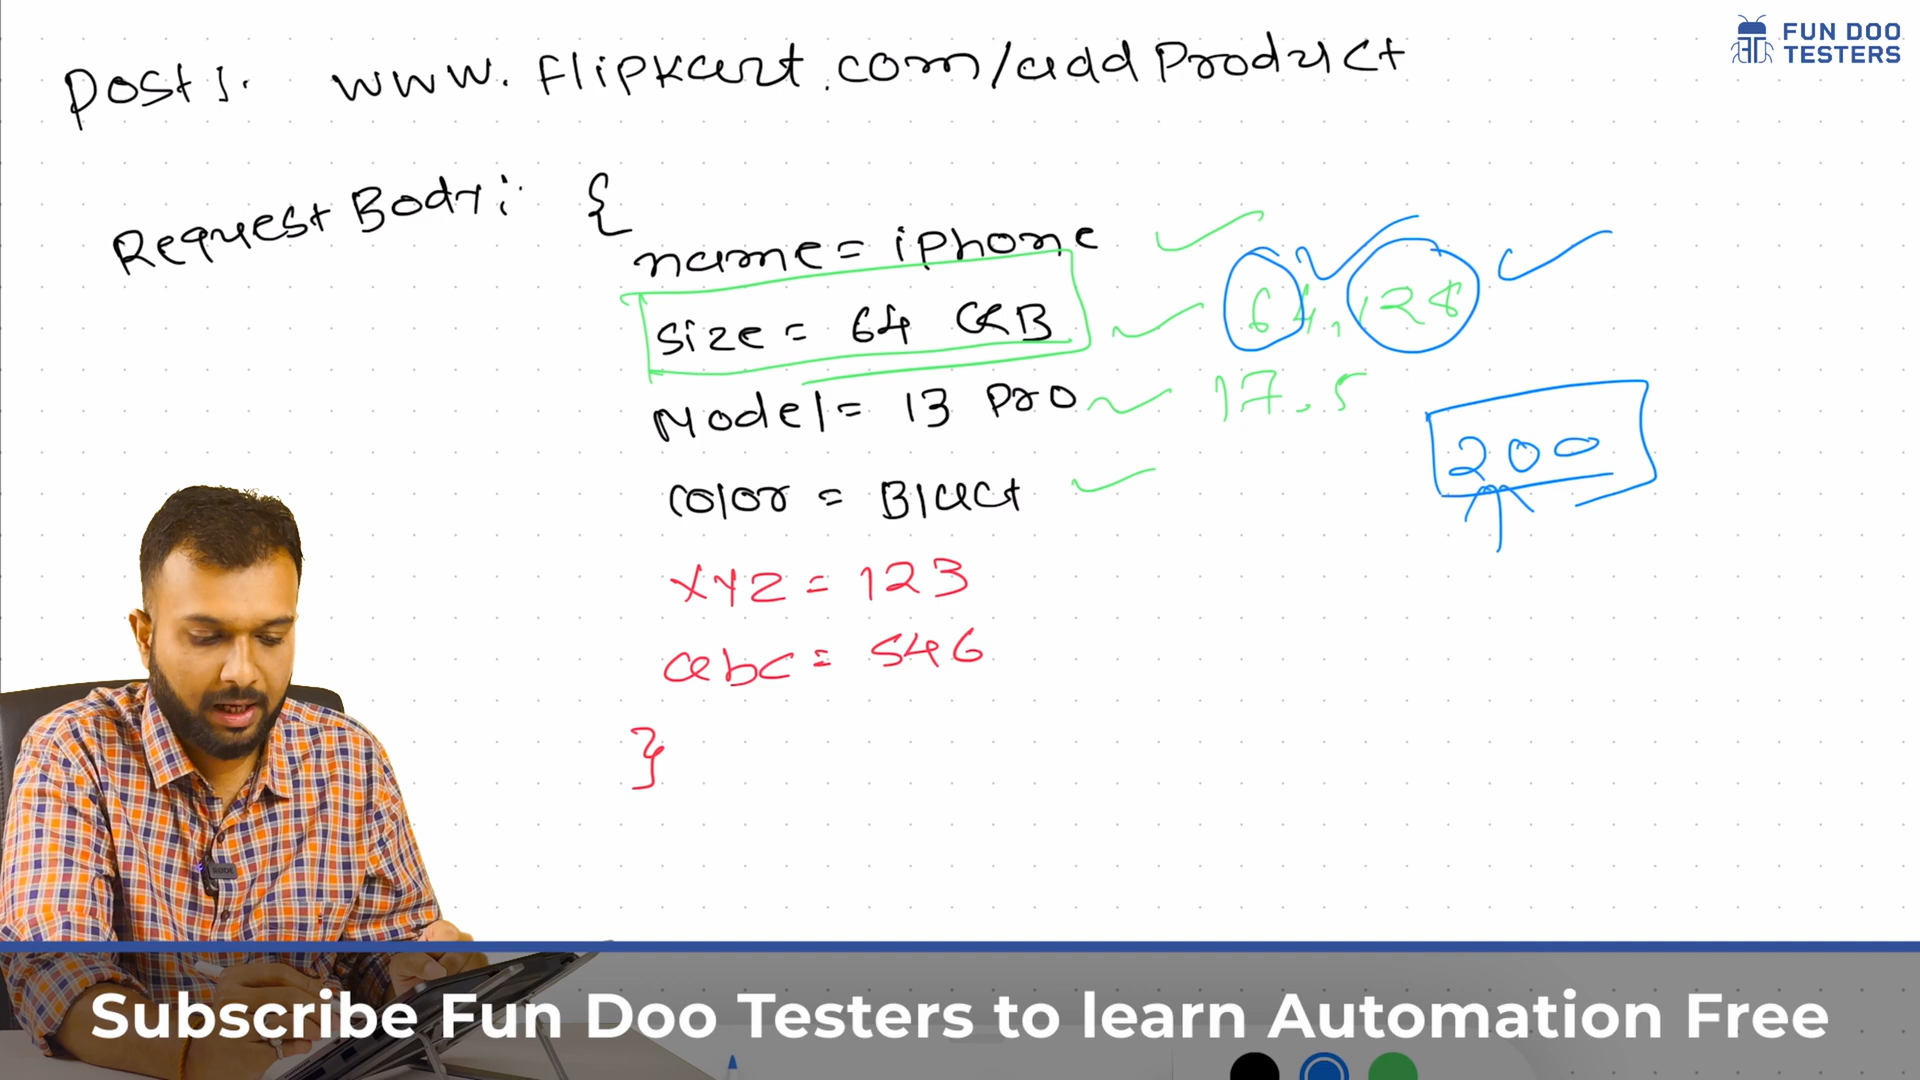 FUN DOO
TESTERS
Post :- www.flipkart.com/addProduct
Request Body :- {
name = iphone
size = 64 GB
64, 128
Model = 13 Pro
17.5
200
color = Black
XYZ = 123
abc = 546
}
RODE
Subscribe Fun Doo Testers to learn Automation Free